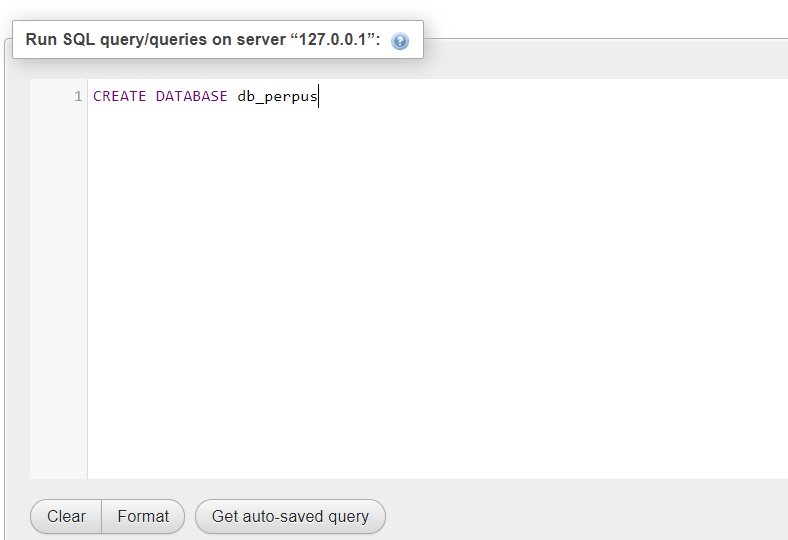 Run SQL query/queries on server “127.0.0.1”:
1 CREATE DATABASE db_perpus
Clear Format Get auto-saved query